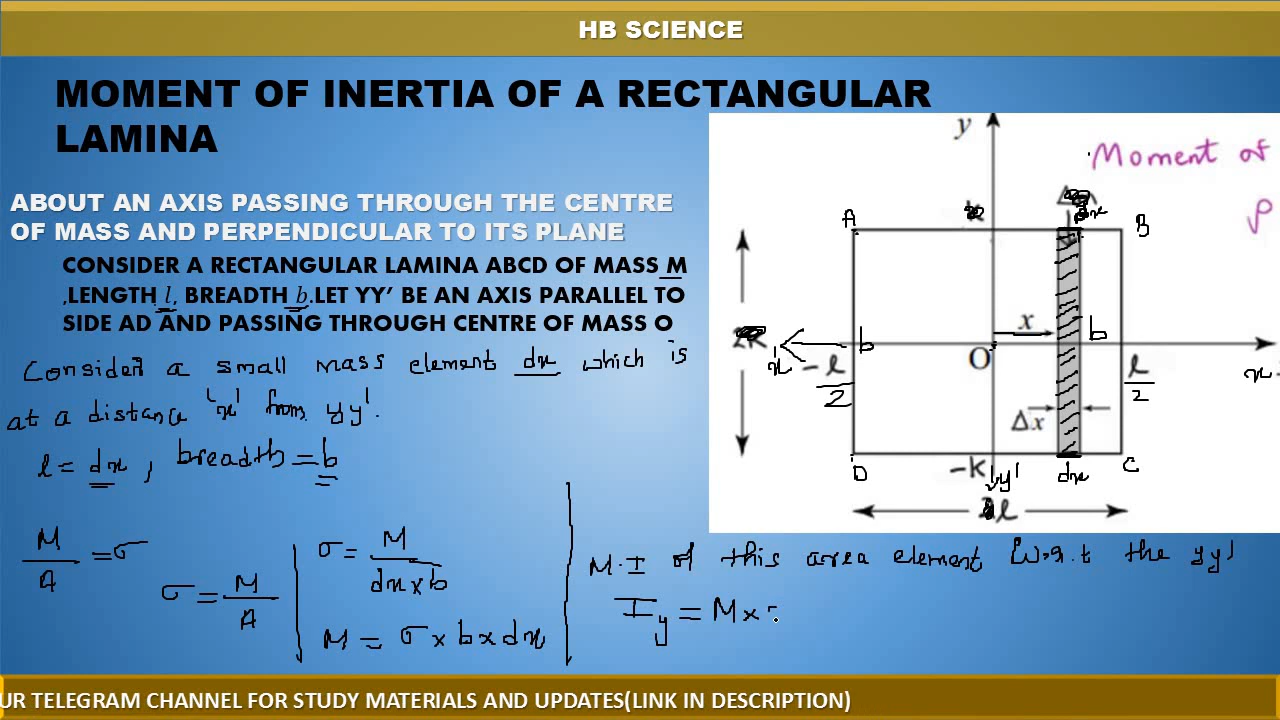 HB SCIENCE
MOMENT OF INERTIA OF A RECTANGULAR
LAMINA
ABOUT AN AXIS PASSING THROUGH THE CENTRE
OF MASS AND PERPENDICULAR TO ITS PLANE
CONSIDER A RECTANGULAR LAMINA ABCD OF MASS M
,LENGTH l, BREADTH b.LET YY’ BE AN AXIS PARALLEL TO
SIDE AD AND PASSING THROUGH CENTRE OF MASS O
Consider a small mass element dx which is
at a distance 'x' from yy'.
l = dx , breadth = b
M/A = σ
σ = M/A
σ = M/dx×b
M = σ × b × dx
M.I of this area element w.r.t the yy'
I_y = M×
y
Moment of
ρ
A
dx
B
x
b
b
O
x'
-l/2
l/2
x
Δx
D
-K
y'
dx
C
l
UR TELEGRAM CHANNEL FOR STUDY MATERIALS AND UPDATES(LINK IN DESCRIPTION)